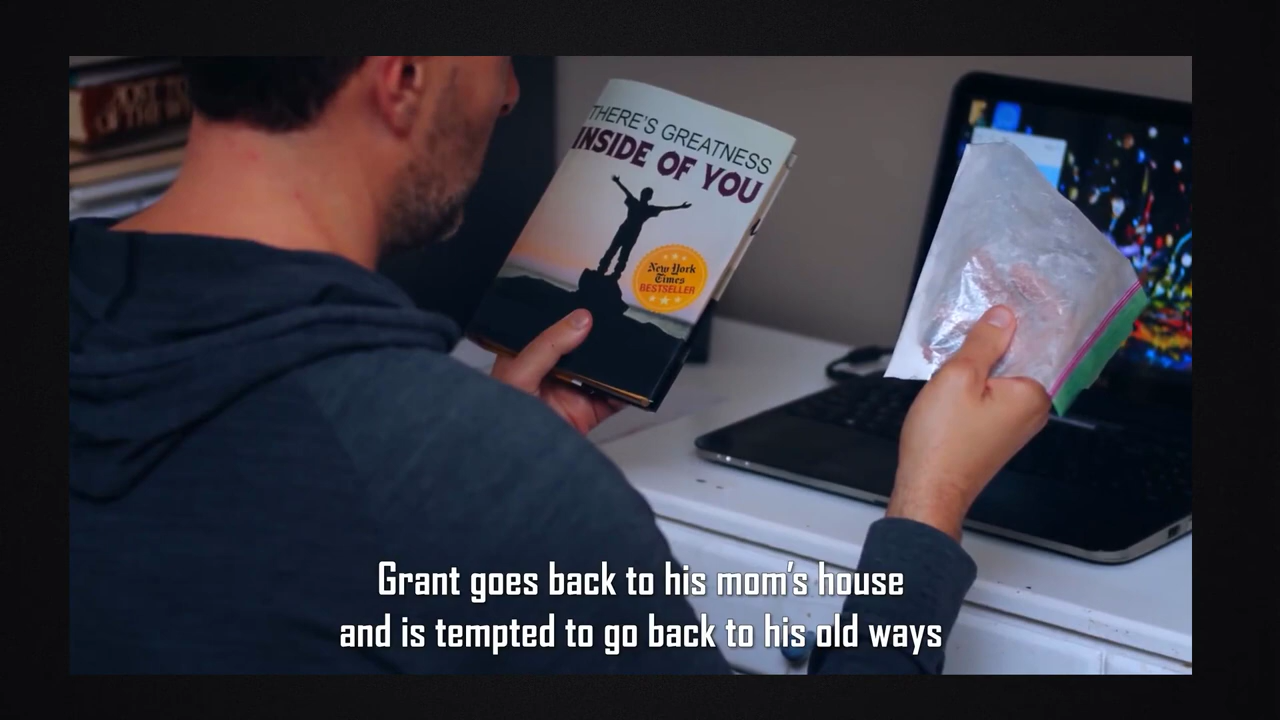 THERE'S GREATNESS
INSIDE OF YOU
New York
Times
BESTSELLER
Grant goes back to his mom's house
and is tempted to go back to his old ways